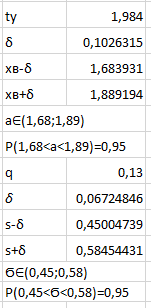 ty 1,984
δ 0,1026315
xв-δ 1,683931
xв+δ 1,889194
a∈(1,68;1,89)
P(1,68<a<1,89)=0,95
q 0,13
δ 0,06724846
s-δ 0,45004739
s+δ 0,58454431
Ϭ∈(0,45;0,58)
P(0,45<Ϭ<0,58)=0,95